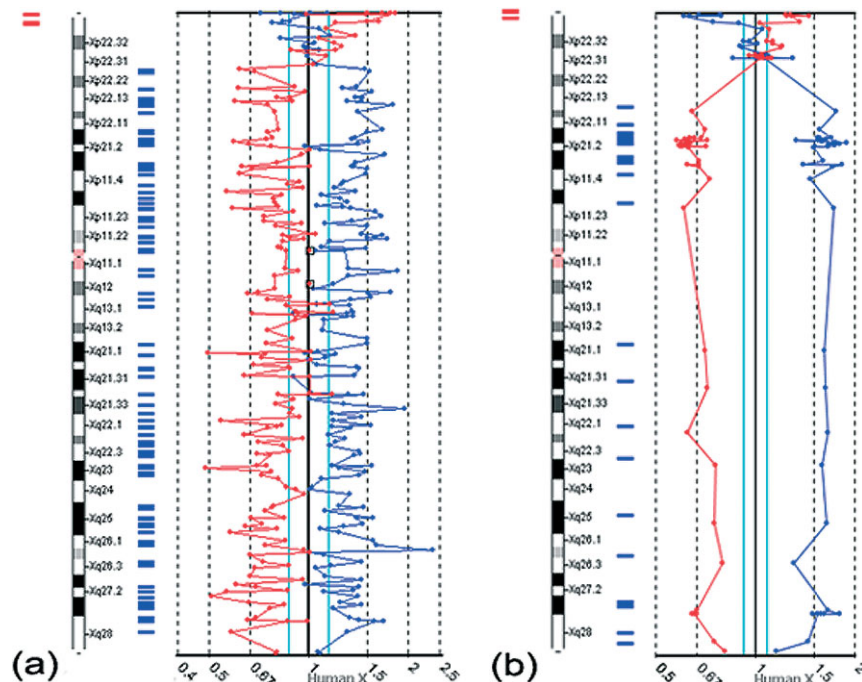 Xp22.32
Xp22.31
Xp22.22
Xp22.13
Xp22.11
Xp21.2
Xp11.4
Xp11.23
Xp11.22
Xq11.1
Xq12
Xq13.1
Xq13.2
Xq21.1
Xq21.31
Xq21.33
Xq22.1
Xq22.3
Xq23
Xq24
Xq25
Xq26.1
Xq26.3
Xq27.2
Xq28
(a)
0.4 0.5 0.67 1 1.5 2 2.5
Human X
Xp22.32
Xp22.31
Xp22.22
Xp22.13
Xp22.11
Xp21.2
Xp11.4
Xp11.23
Xp11.22
Xq11.1
Xq12
Xq13.1
Xq13.2
Xq21.1
Xq21.31
Xq21.33
Xq22.1
Xq22.3
Xq23
Xq24
Xq25
Xq26.1
Xq26.3
Xq27.2
Xq28
(b)
0.5 0.67 1 1.5 2
Human X